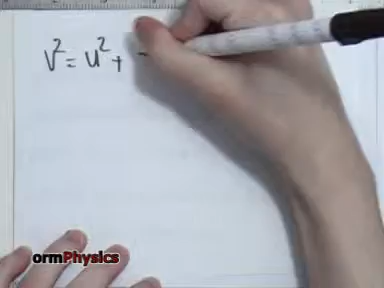 V² = u² +
ormPhysics